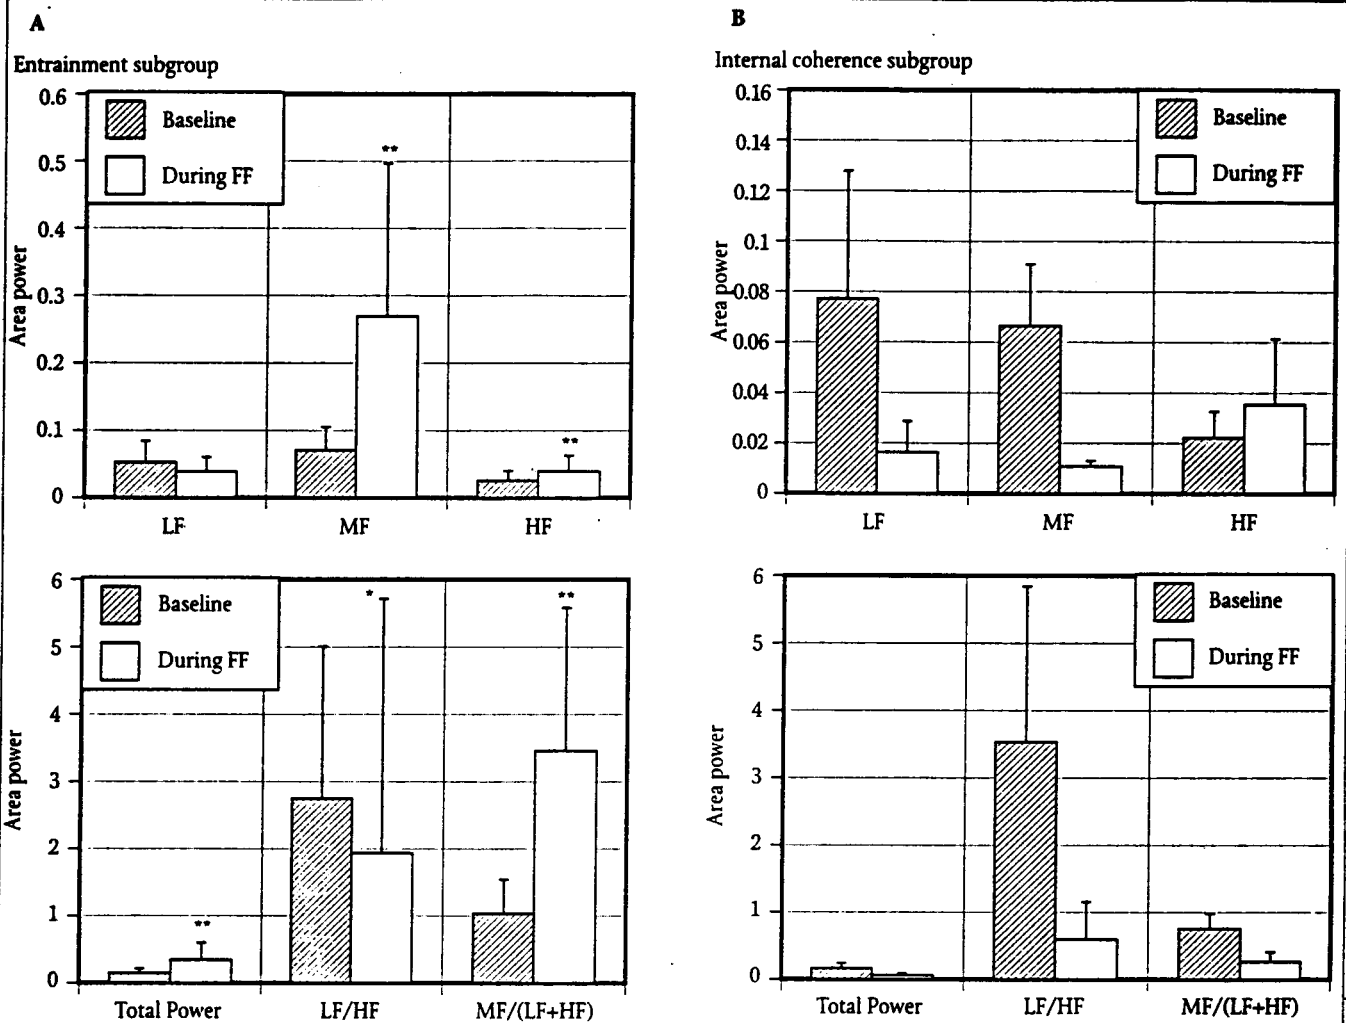 A
Entrainment subgroup
0.6
0.5
0.4
0.3
0.2
0.1
0
Area power
Baseline
During FF
**
**
LF
MF
HF
B
Internal coherence subgroup
0.16
0.14
0.12
0.1
0.08
0.06
0.04
0.02
0
Area power
Baseline
During FF
LF
MF
HF
6
5
4
3
2
1
0
Area power
Baseline
During FF
**
*
**
Total Power
LF/HF
MF/(LF+HF)
6
5
4
3
2
1
0
Area power
Baseline
During FF
Total Power
LF/HF
MF/(LF+HF)